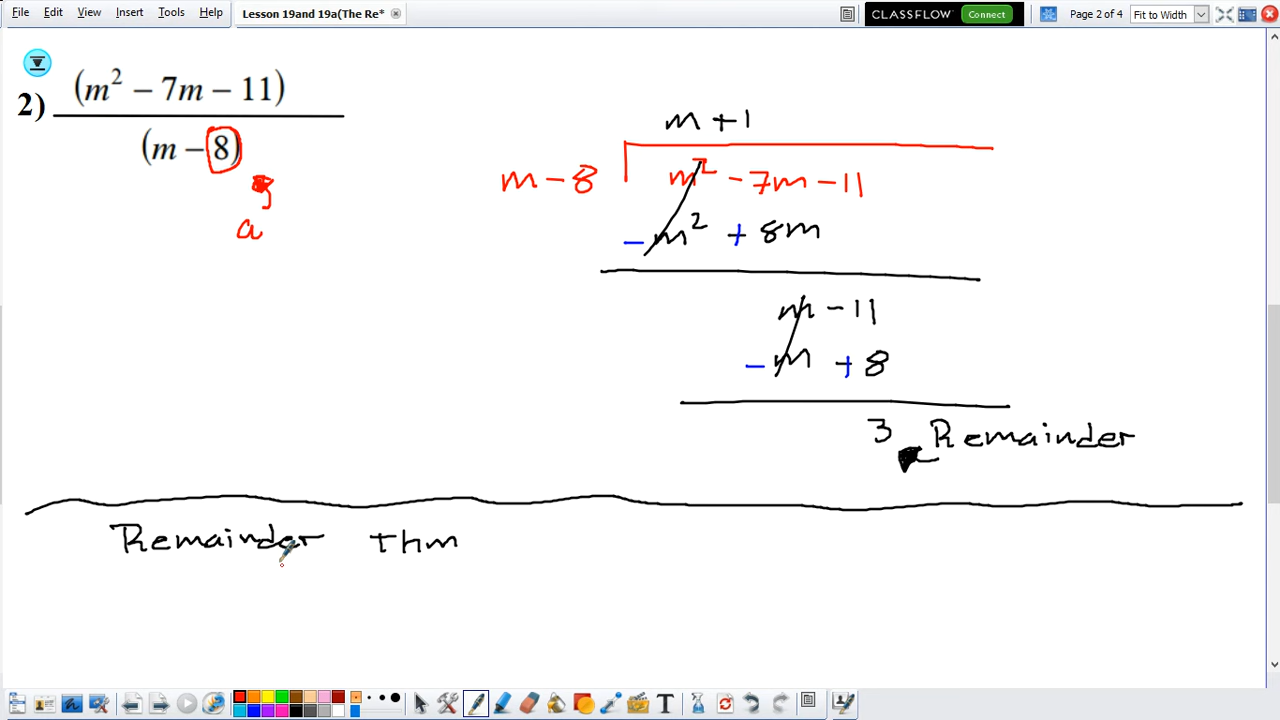 File Edit View Insert Tools Help Lesson 19and 19a(The Re* CLASSFLOW Connect Page 2 of 4 Fit to Width
2) (m² − 7m − 11)
(m − 8)
a
m + 1
m − 8 m² − 7m − 11
− m² + 8m
m − 11
− m + 8
3 Remainder
Remainder thm
T